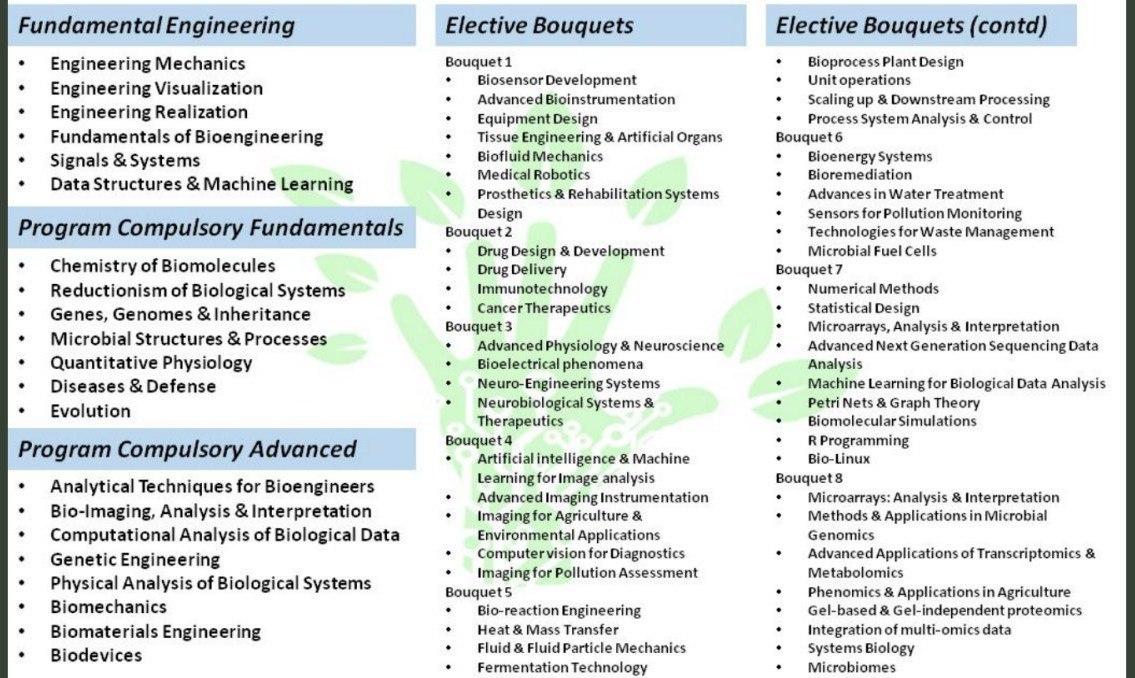 Fundamental Engineering
• Engineering Mechanics
• Engineering Visualization
• Engineering Realization
• Fundamentals of Bioengineering
• Signals & Systems
• Data Structures & Machine Learning
Program Compulsory Fundamentals
• Chemistry of Biomolecules
• Reductionism of Biological Systems
• Genes, Genomes & Inheritance
• Microbial Structures & Processes
• Quantitative Physiology
• Diseases & Defense
• Evolution
Program Compulsory Advanced
• Analytical Techniques for Bioengineers
• Bio-Imaging, Analysis & Interpretation
• Computational Analysis of Biological Data
• Genetic Engineering
• Physical Analysis of Biological Systems
• Biomechanics
• Biomaterials Engineering
• Biodevices
Elective Bouquets
Bouquet 1
• Biosensor Development
• Advanced Bioinstrumentation
• Equipment Design
• Tissue Engineering & Artificial Organs
• Biofluid Mechanics
• Medical Robotics
• Prosthetics & Rehabilitation Systems
Design
Bouquet 2
• Drug Design & Development
• Drug Delivery
• Immunotechnology
• Cancer Therapeutics
Bouquet 3
• Advanced Physiology & Neuroscience
• Bioelectrical phenomena
• Neuro-Engineering Systems
• Neurobiological Systems &
Therapeutics
Bouquet 4
• Artificial intelligence & Machine
Learning for Image analysis
• Advanced Imaging Instrumentation
• Imaging for Agriculture &
Environmental Applications
• Computer vision for Diagnostics
• Imaging for Pollution Assessment
Bouquet 5
• Bio-reaction Engineering
• Heat & Mass Transfer
• Fluid & Fluid Particle Mechanics
• Fermentation Technology
Elective Bouquets (contd)
• Bioprocess Plant Design
• Unit operations
• Scaling up & Downstream Processing
• Process System Analysis & Control
Bouquet 6
• Bioenergy Systems
• Bioremediation
• Advances in Water Treatment
• Sensors for Pollution Monitoring
• Technologies for Waste Management
• Microbial Fuel Cells
Bouquet 7
• Numerical Methods
• Statistical Design
• Microarrays, Analysis & Interpretation
• Advanced Next Generation Sequencing Data
Analysis
• Machine Learning for Biological Data Analysis
• Petri Nets & Graph Theory
• Biomolecular Simulations
• R Programming
• Bio-Linux
Bouquet 8
• Microarrays: Analysis & Interpretation
• Methods & Applications in Microbial
Genomics
• Advanced Applications of Transcriptomics &
Metabolomics
• Phenomics & Applications in Agriculture
• Gel-based & Gel-independent proteomics
• Integration of multi-omics data
• Systems Biology
• Microbiomes